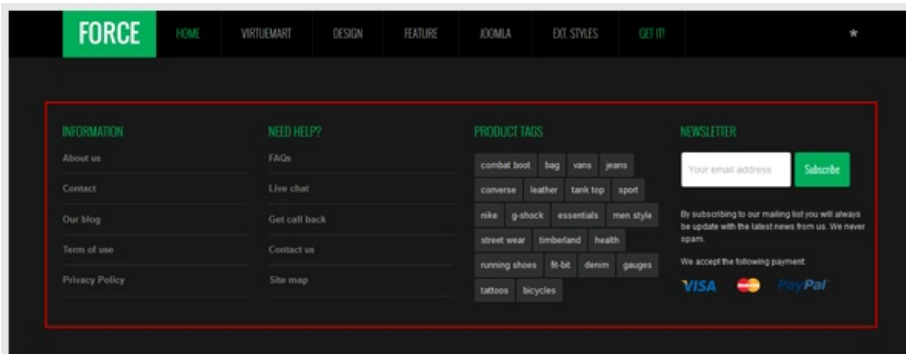 FORCE
HOME VIRTUEMART DESIGN FEATURE JOOMLA EXT. STYLES GET IT!
INFORMATION
About us
Contact
Our blog
Term of use
Privacy Policy
NEED HELP?
FAQs
Live chat
Get call back
Contact us
Site map
PRODUCT TAGS
combat boot bag vans jeans
converse leather tank top sport
nike g-shock essentials men style
street wear timberland health
running shoes fit-bit denim gauges
tattoos bicycles
NEWSLETTER
Your email address Subscribe
By subscribing to our mailing list you will always
be update with the latest news from us. We never
spam.
We accept the following payment:
VISA MasterCard PayPal